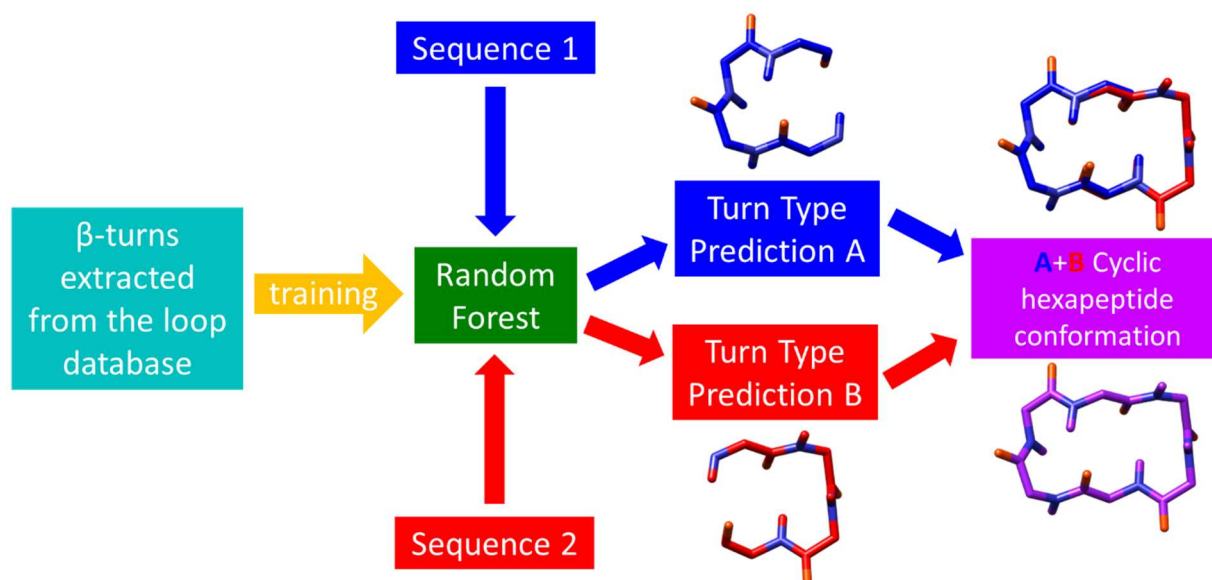 Sequence 1
β-turns
extracted
from the loop
database
training
Random
Forest
Turn Type
Prediction A
Turn Type
Prediction B
A+B Cyclic
hexapeptide
conformation
Sequence 2